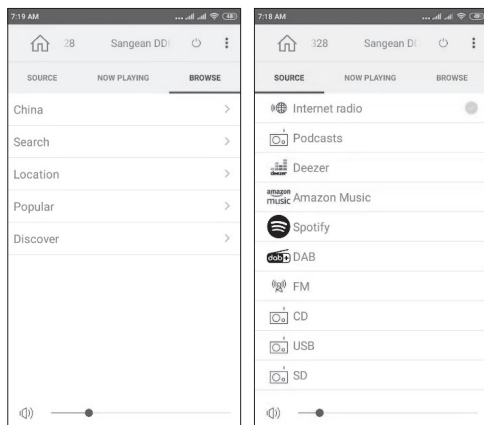 7:19 AM
48
28 Sangean DDI
SOURCE NOW PLAYING BROWSE
China
Search
Location
Popular
Discover
7:18 AM
328 Sangean D
SOURCE NOW PLAYING BROWSE
Internet radio
Podcasts
deezer Deezer
amazon music Amazon Music
Spotify
dab+ DAB
FM
CD
USB
SD